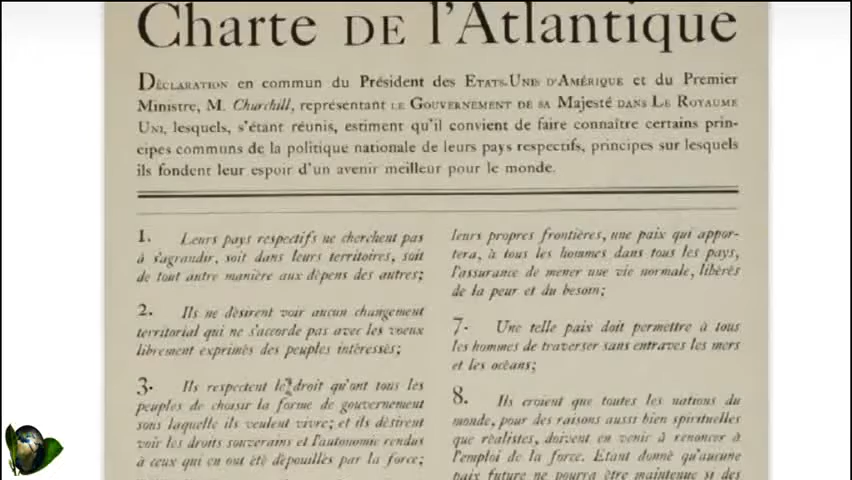 Charte DE l'Atlantique
DÉCLARATION en commun du Président des ETATS-UNIS D'AMÉRIQUE et du Premier
Ministre, M. Churchill, représentant LE GOUVERNEMENT DE SA Majesté DANS LE ROYAUME
UNI, lesquels, s'étant réunis, estiment qu'il convient de faire connaître certains prin-
cipes communs de la politique nationale de leurs pays respectifs, principes sur lesquels
ils fondent leur espoir d'un avenir meilleur pour le monde.
1. Leurs pays respectifs ne cherchent pas
à s'agrandir, soit dans leurs territoires, soit
de tout autre manière aux dépens des autres;
2. Ils ne désirent voir aucun changement
territorial qui ne s'accorde pas avec les voeux
librement exprimés des peuples intéressés;
3. Ils respectent le droit qu'ont tous les
peuples de choisir la forme de gouvernement
sous laquelle ils veulent vivre; et ils désirent
voir les droits souverains et l'autonomie rendus
à ceux qui en ont été dépouillés par la force;
leurs propres frontières, une paix qui appor-
tera, à tous les hommes dans tous les pays,
l'assurance de mener une vie normale, libérés
de la peur et du besoin;
7. Une telle paix doit permettre à tous
les hommes de traverser sans entraves les mers
et les océans;
8. Ils croient que toutes les nations du
monde, pour des raisons aussi bien spirituelles
que réalistes, doivent en venir à renoncer à
l'emploi de la force. Étant donné qu'aucune
paix future ne pourra être maintenue si des